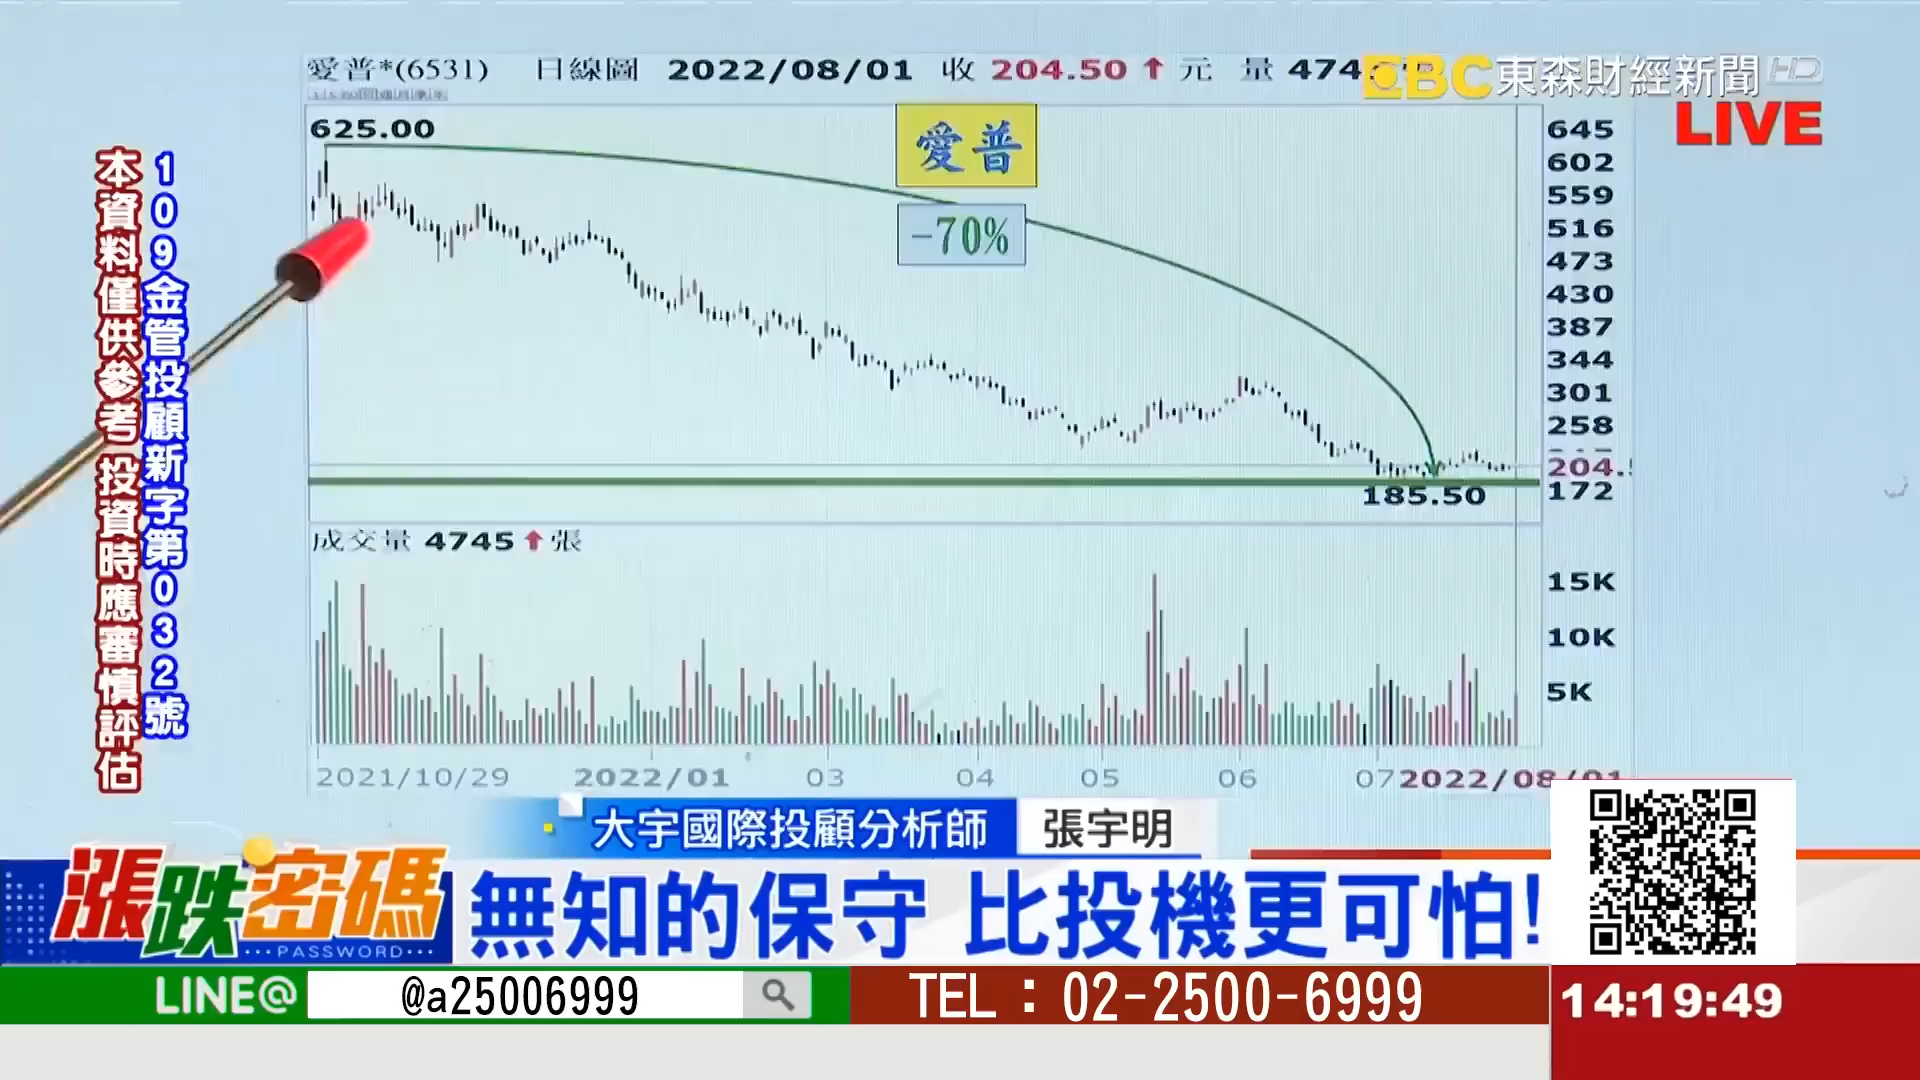 愛普*(6531) 日線圖 2022/08/01 收 204.50 ↑ 元 量 474
EBC 東森財經新聞 HD
LIVE
625.00
愛普
-70%
645
602
559
516
473
430
387
344
301
258
204.
172
185.50
成交量 4745 ↑ 張
15K
10K
5K
2021/10/29 2022/01 03 04 05 06 07 2022/08/01
109金管投顧新字第032號
本資料僅供參考 投資時應審慎評估
大宇國際投顧分析師 張宇明
漲跌密碼
PASSWORD
無知的保守 比投機更可怕!
LINE@ @a25006999
TEL：02-2500-6999
14:19:49